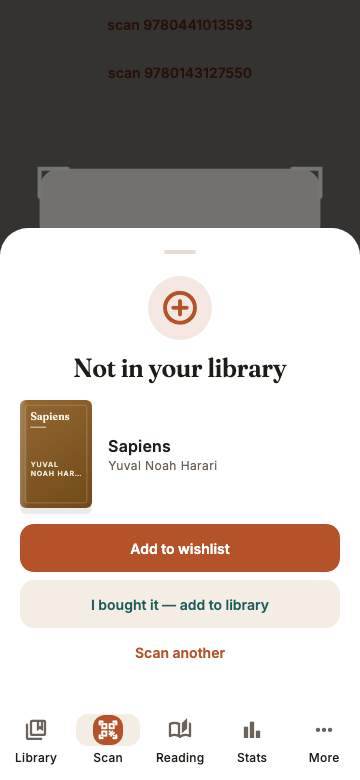 scan 9780441013593
scan 9780143127550
Not in your library
Sapiens
YUVAL
NOAH HAR…
Sapiens
Yuval Noah Harari
Add to wishlist
I bought it — add to library
Scan another
Library
Scan
Reading
Stats
More